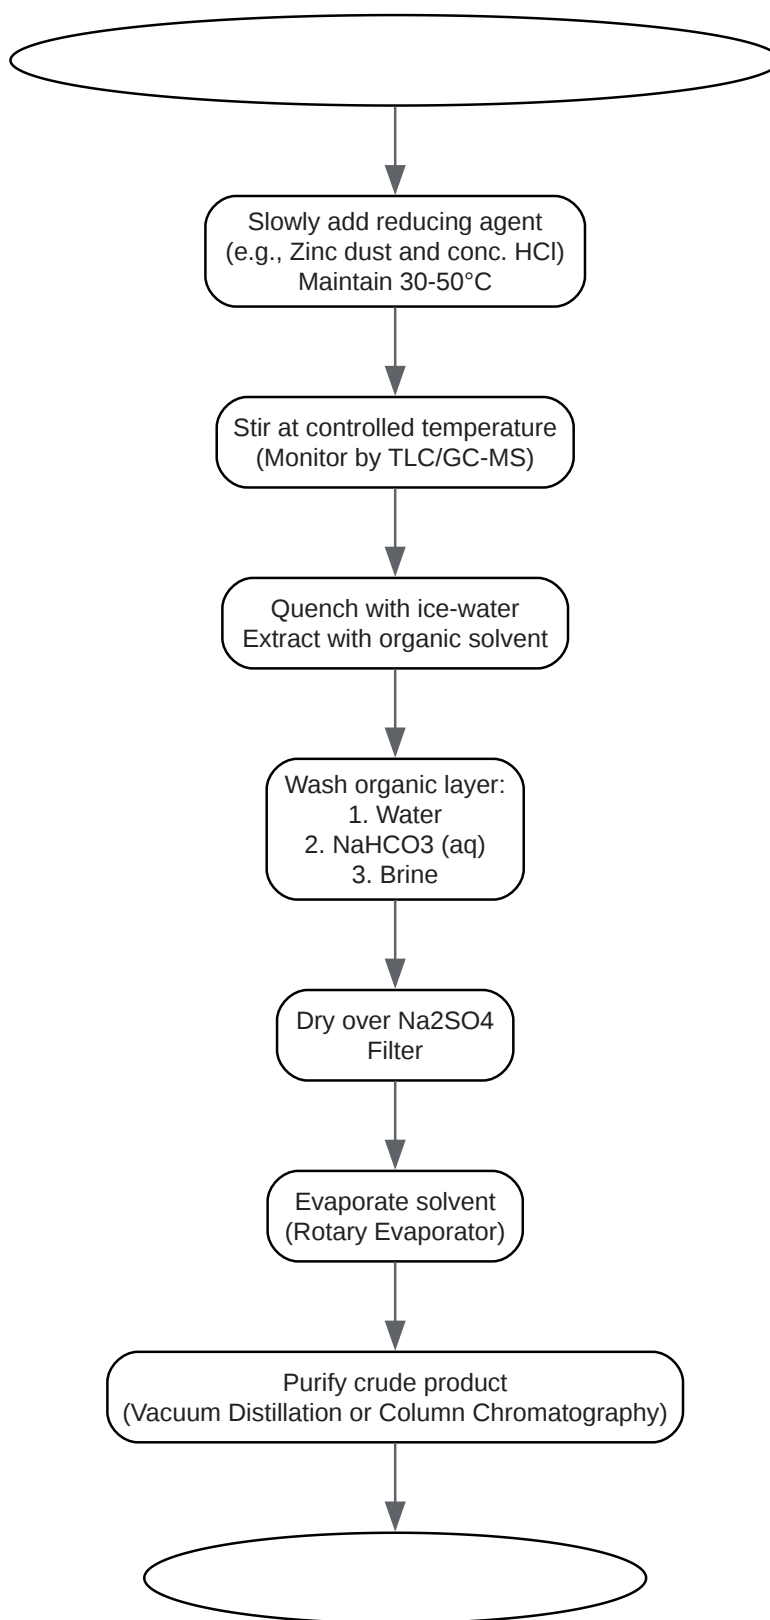 Slowly add reducing agent
(e.g., Zinc dust and conc. HCl)
Maintain 30-50°C
Stir at controlled temperature
(Monitor by TLC/GC-MS)
Quench with ice-water
Extract with organic solvent
Wash organic layer:
1. Water
2. NaHCO3 (aq)
3. Brine
Dry over Na2SO4
Filter
Evaporate solvent
(Rotary Evaporator)
Purify crude product
(Vacuum Distillation or Column Chromatography)